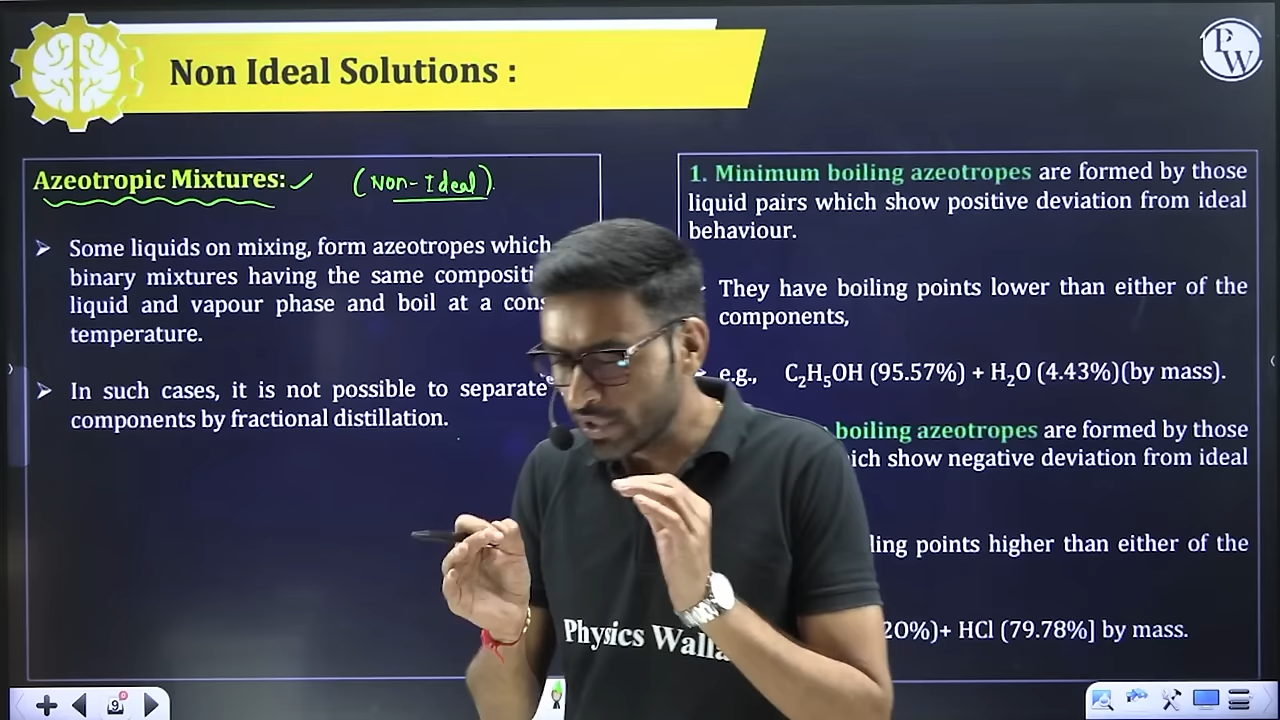 Non Ideal Solutions :
PW
Azeotropic Mixtures:
(Non-Ideal)
Some liquids on mixing, form azeotropes which
binary mixtures having the same
liquid and vapour phase and boil at a
temperature.
In such cases, it is not possible to separate
components by fractional distillation.
1. Minimum boiling azeotropes are formed by those
liquid pairs which show positive deviation from ideal
behaviour.
They have boiling points lower than either of the
components,
e.g., C₂H₅OH (95.57%) + H₂O (4.43%)(by mass).
boiling azeotropes are formed by those
show negative deviation from ideal
points higher than either of the
20%)+ HCl (79.78%] by mass.
Physics
9